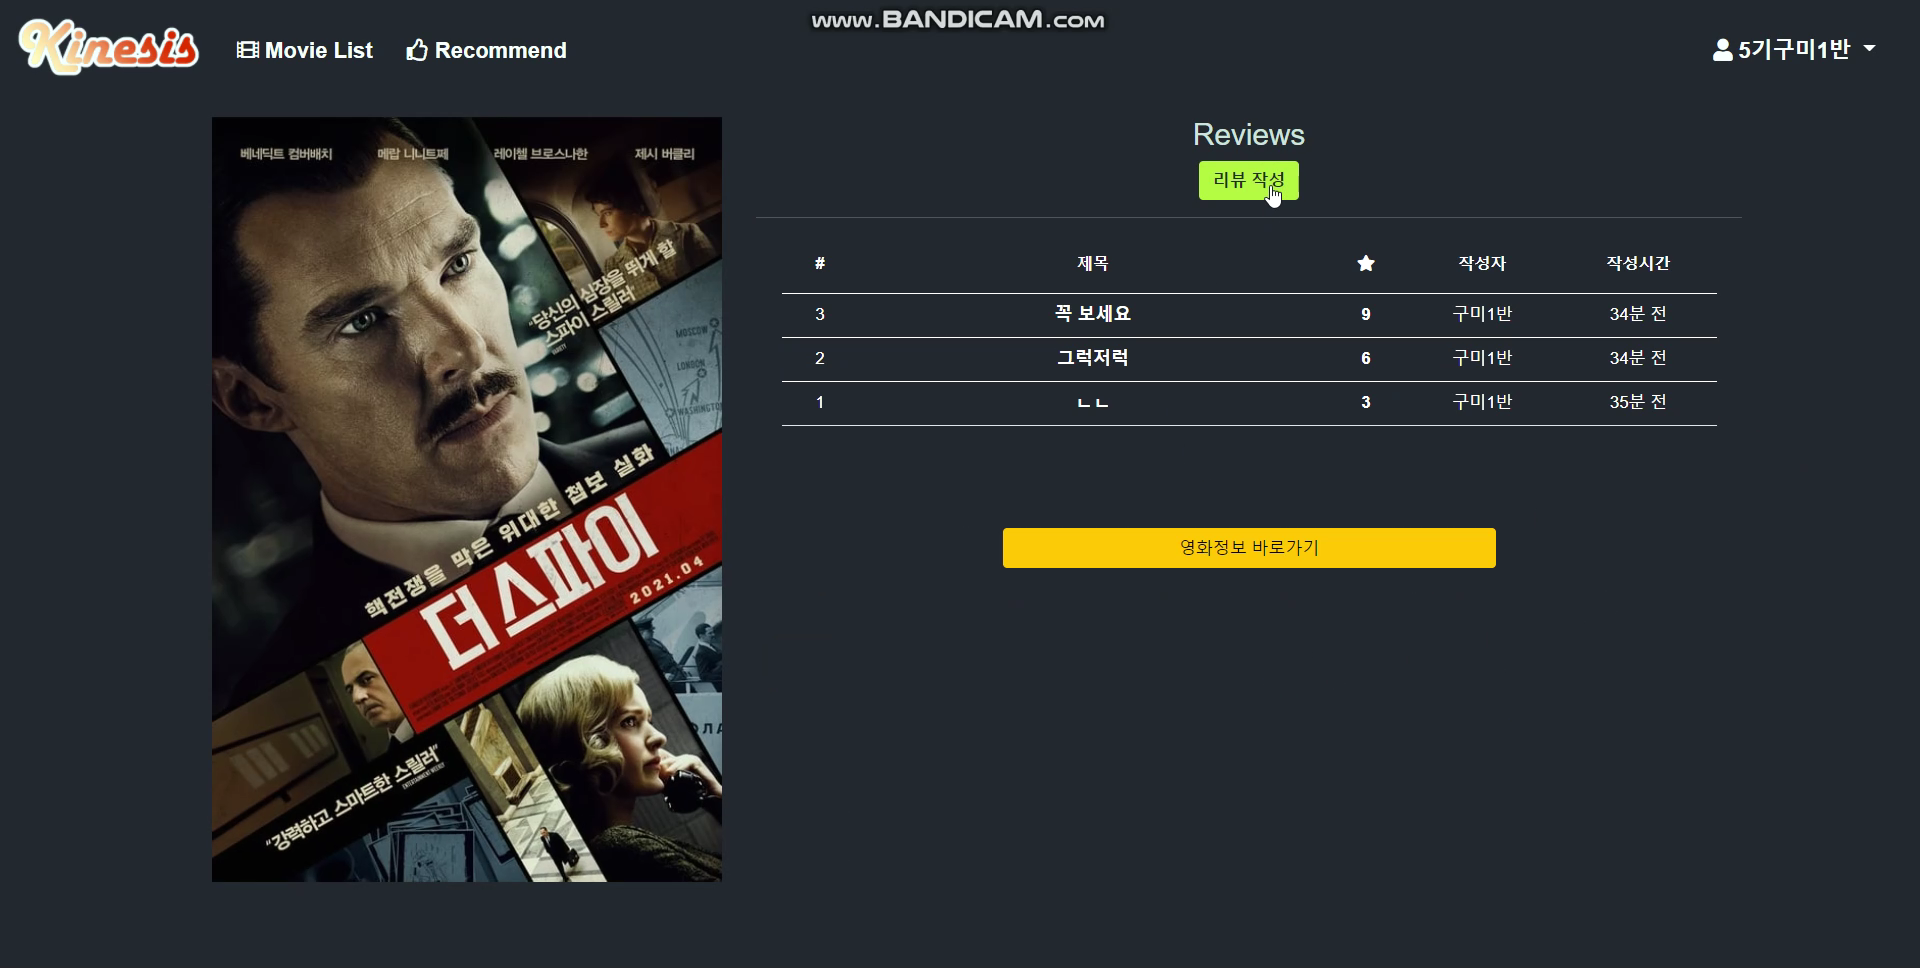 www.BANDICAM.com
Kinesis
Movie List
Recommend
5기구미1반
베네딕트 컴버배치 메랍 니니트쩨 레이첼 브로스나한 제시 버클리
"당신의 심장을 뛰게 할
스파이 스릴러"
VARIETY
MOSCOW
LONDON
WASHINGTON
핵전쟁을 막은 위대한 첩보 실화
더 스파이
2021.04
"강력하고 스마트한 스릴러"
ENTERTAINMENT WEEKLY
Reviews
리뷰 작성
# 제목 ★ 작성자 작성시간
3 꼭 보세요 9 구미1반 34분 전
2 그럭저럭 6 구미1반 34분 전
1 ㄴㄴ 3 구미1반 35분 전
영화정보 바로가기